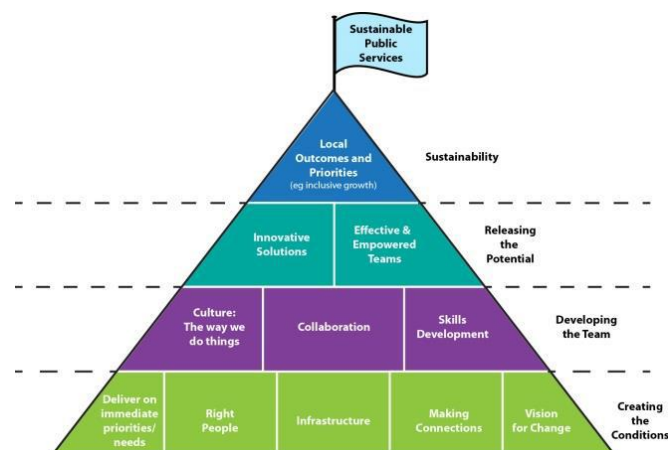 Sustainable
Public
Services
Local
Outcomes and
Priorities
(eg inclusive growth)
Sustainability
Innovative
Solutions
Effective &
Empowered
Teams
Releasing
the
Potential
Culture:
The way we
do things
Collaboration
Skills
Development
Developing
the Team
Deliver on
immediate
priorities/
needs
Right
People
Infrastructure
Making
Connections
Vision
for Change
Creating
the
Conditions